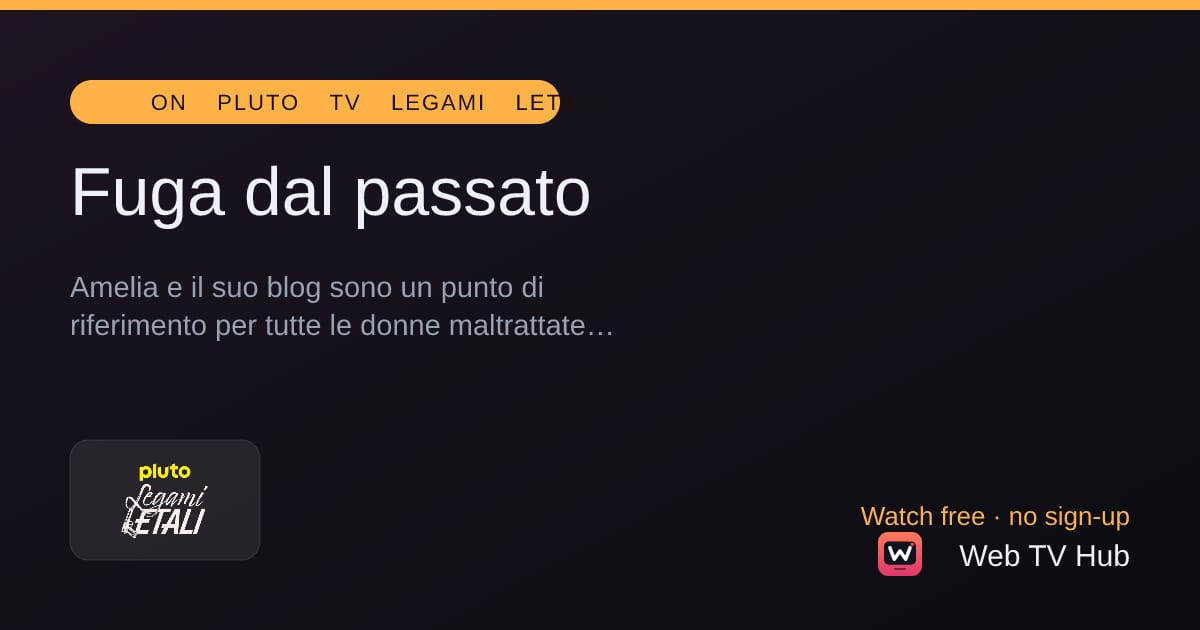 ON PLUTO TV LEGAMI LET
Fuga dal passato
Amelia e il suo blog sono un punto di
riferimento per tutte le donne maltrattate…
pluto
Legami
LETALI
Watch free · no sign-up
W
Web TV Hub